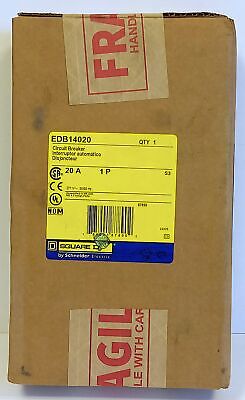 FRA
HANDL
EDB14020
QTY 1
Circuit Breaker
Interruptor automático
Disjoncteur
20 A 1 P
NOM
SQUARE D
by Schneider Electric
AGIL
LE WITH CAR